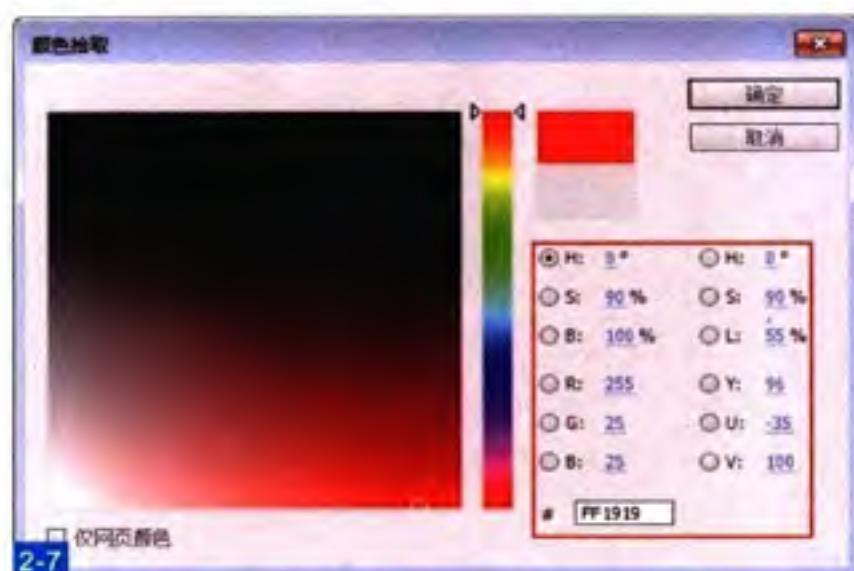 颜色拾取
确定
取消
H: 0° H: 0°
S: 90 % S: 90 %
B: 100 % L: 55 %
R: 255 Y: 96
G: 25 U: -35
B: 25 V: 100
# FF1919
仅网页颜色
2-7